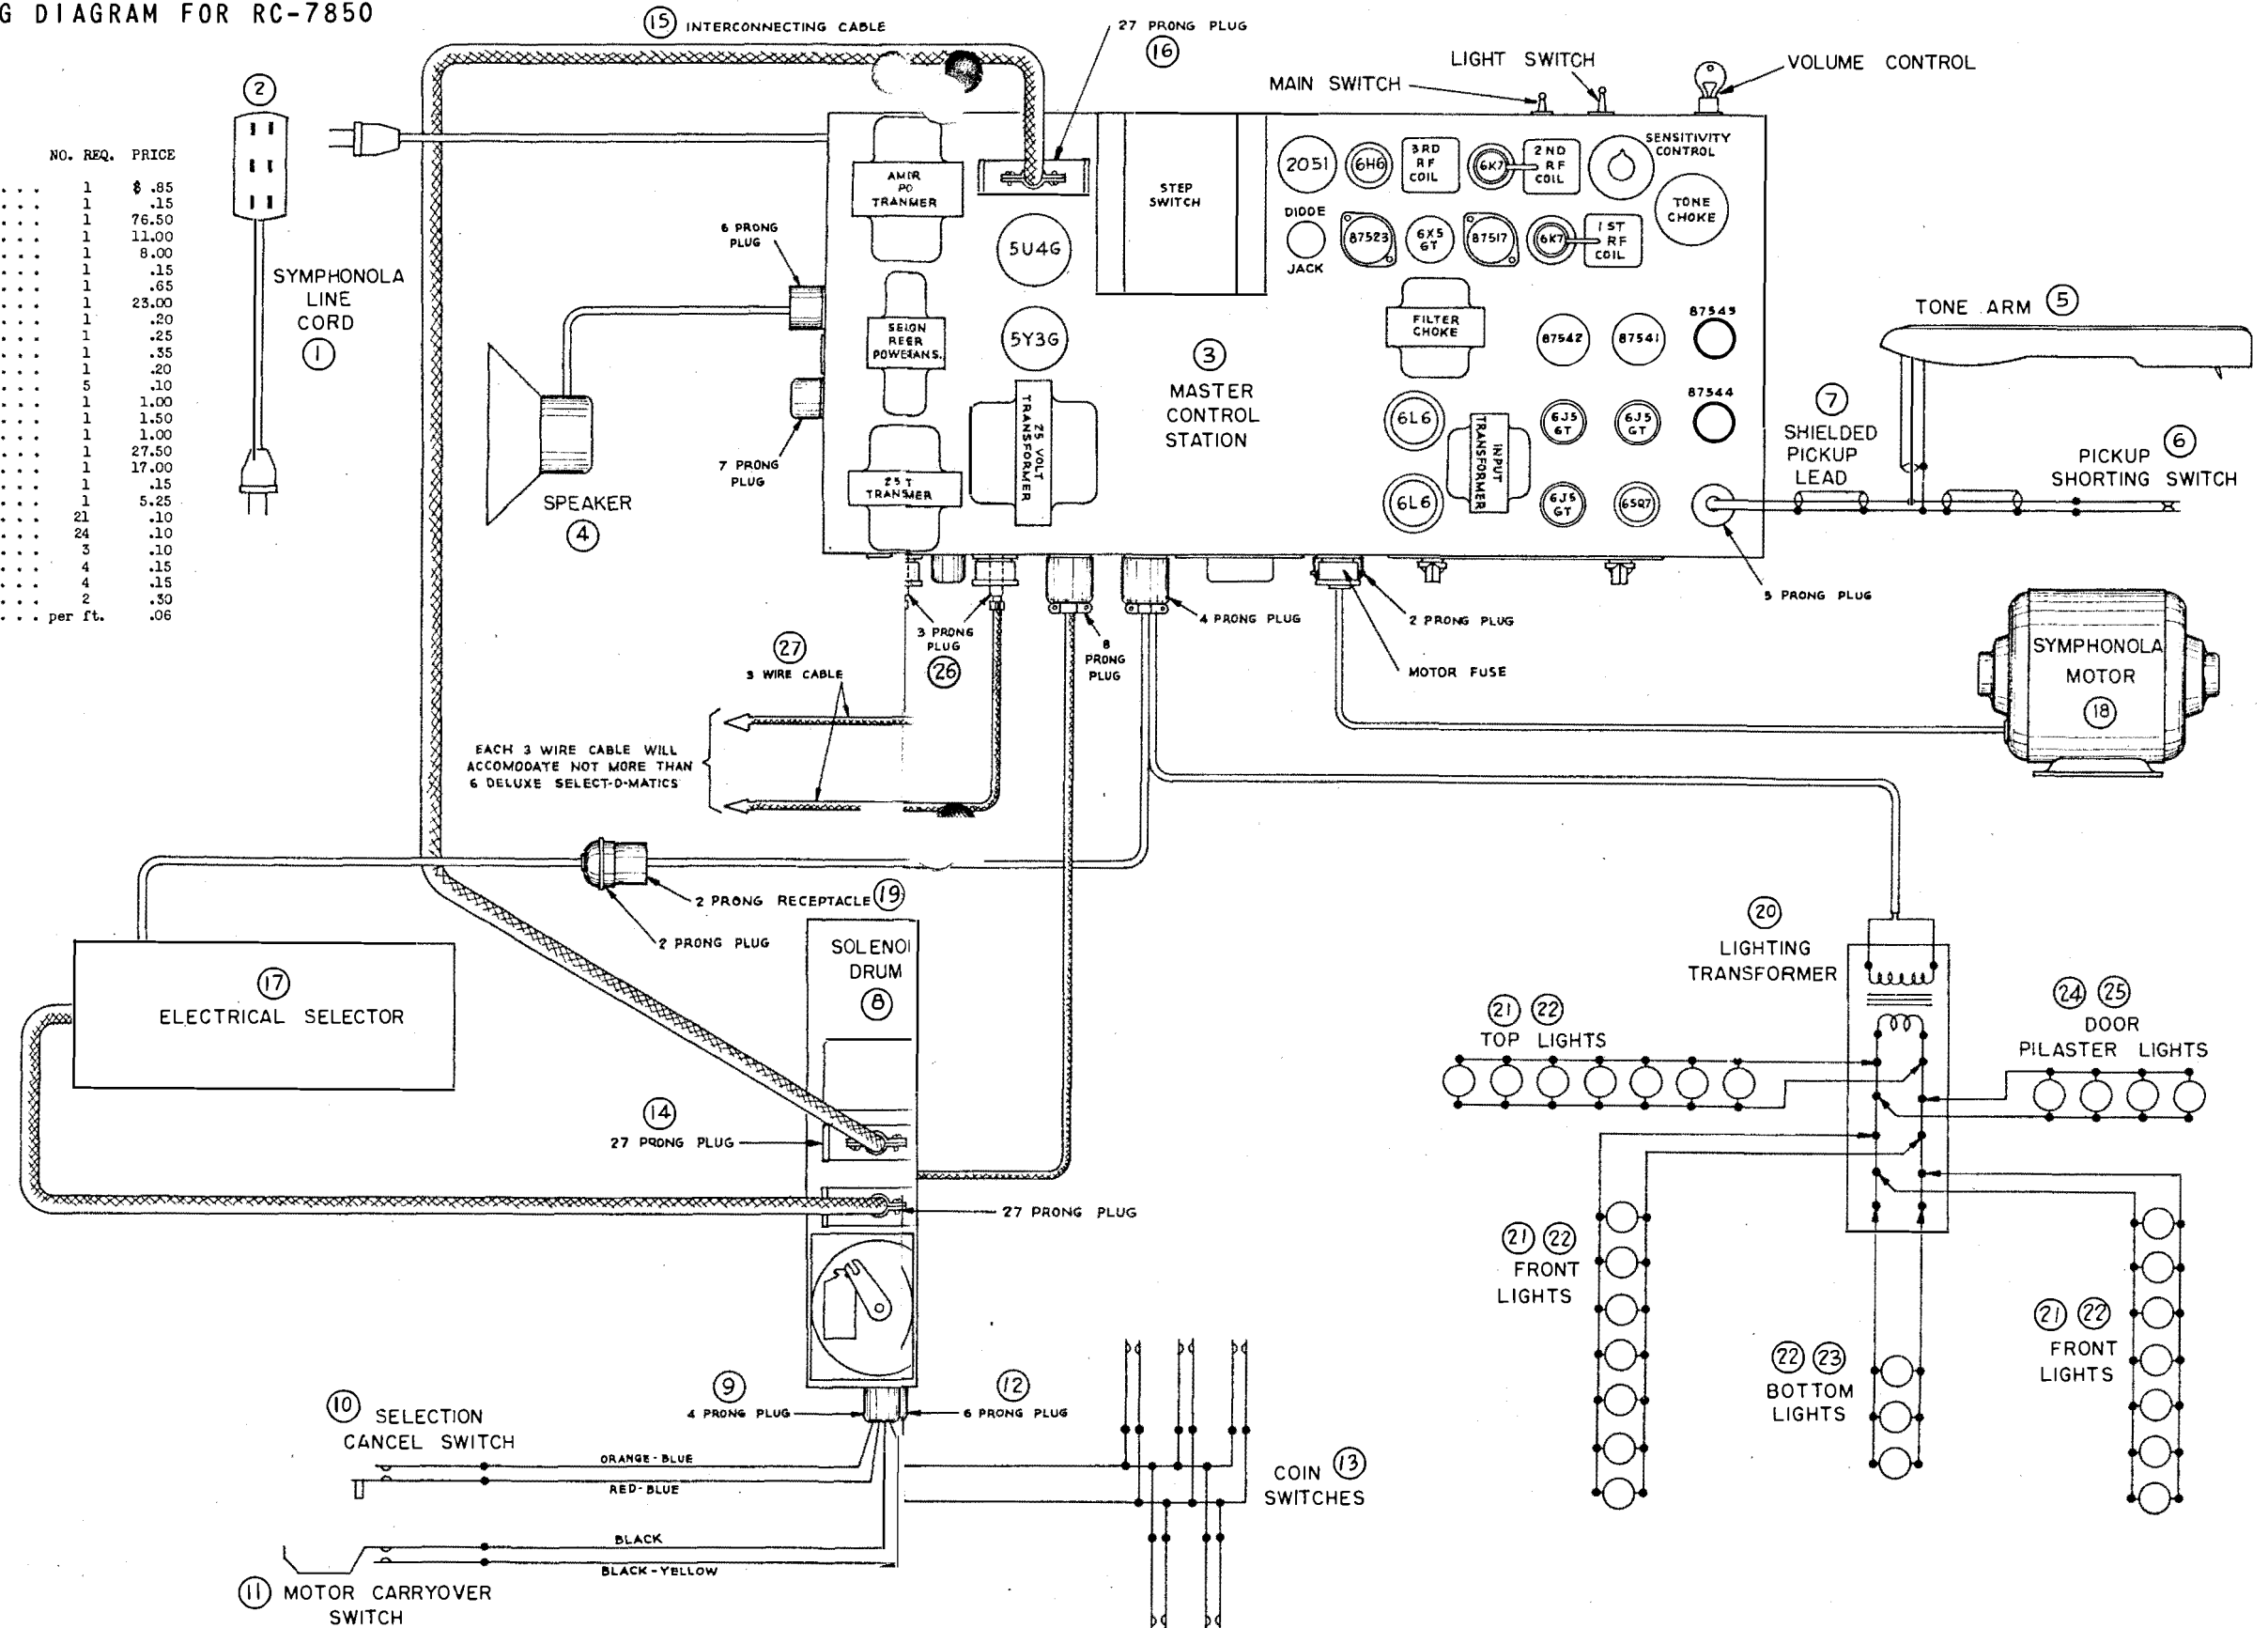 G DIAGRAM FOR RC-7850
15 INTERCONNECTING CABLE
27 PRONG PLUG
16
MAIN SWITCH
LIGHT SWITCH
VOLUME CONTROL
2
NO. REQ. PRICE
. . . 1 $ .85
. . . 1 .15
. . . 1 76.50
. . . 1 11.00
. . . 1 8.00
. . . 1 .15
. . . 1 .65
. . . 1 23.00
. . . 1 .20
. . . 1 .25
. . . 1 .35
. . . 1 .20
. . . 5 .10
. . . 1 1.00
. . . 1 1.50
. . . 1 1.00
. . . 1 27.50
. . . 1 17.00
. . . 1 .15
. . . 1 5.25
. . . 21 .10
. . . 24 .10
. . . 3 .10
. . . 4 .15
. . . 4 .15
. . . 2 .30
. . . per ft. .06
SYMPHONOLA
LINE
CORD
1
6 PRONG
PLUG
7 PRONG
PLUG
SPEAKER
4
AMIR
PO
TRANMER
SEION
REER
POWERANS.
25 T
TRANMER
5U4G
5Y3G
25 VOLT
TRANSFORMER
STEP
SWITCH
3
MASTER
CONTROL
STATION
2051
6H6
3RD
RF
COIL
6K7
2ND
RF
COIL
SENSITIVITY
CONTROL
TONE
CHOKE
DIODE
JACK
87523
6X5
GT
87517
6K7
1ST
RF
COIL
FILTER
CHOKE
87542
87541
87543
87544
6L6
6L6
INPUT
TRANSFORMER
6J5
GT
6J5
GT
6J5
GT
6SQ7
TONE ARM 5
7
SHIELDED
PICKUP
LEAD
6
PICKUP
SHORTING SWITCH
5 PRONG PLUG
3 PRONG
PLUG
26
8
PRONG
PLUG
4 PRONG PLUG
2 PRONG PLUG
MOTOR FUSE
SYMPHONOLA
MOTOR
18
27
3 WIRE CABLE
EACH 3 WIRE CABLE WILL
ACCOMODATE NOT MORE THAN
6 DELUXE SELECT-O-MATICS
2 PRONG RECEPTACLE 19
2 PRONG PLUG
17
ELECTRICAL SELECTOR
SOLENOI
DRUM
8
14
27 PRONG PLUG
27 PRONG PLUG
20
LIGHTING
TRANSFORMER
21 22
TOP LIGHTS
24 25
DOOR
PILASTER LIGHTS
21 22
FRONT
LIGHTS
22 23
BOTTOM
LIGHTS
21 22
FRONT
LIGHTS
9
4 PRONG PLUG
12
6 PRONG PLUG
10
SELECTION
CANCEL SWITCH
ORANGE-BLUE
RED-BLUE
BLACK
BLACK-YELLOW
11 MOTOR CARRYOVER
SWITCH
COIN 13
SWITCHES